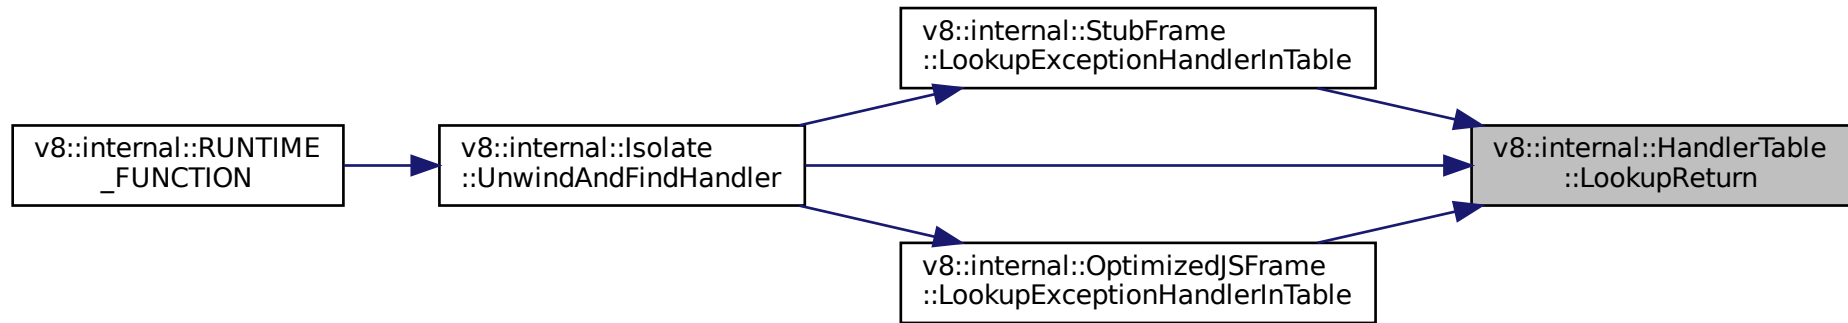 v8::internal::StubFrame
::LookupExceptionHandlerInTable
v8::internal::RUNTIME
_FUNCTION
v8::internal::Isolate
::UnwindAndFindHandler
v8::internal::HandlerTable
::LookupReturn
v8::internal::OptimizedJSFrame
::LookupExceptionHandlerInTable